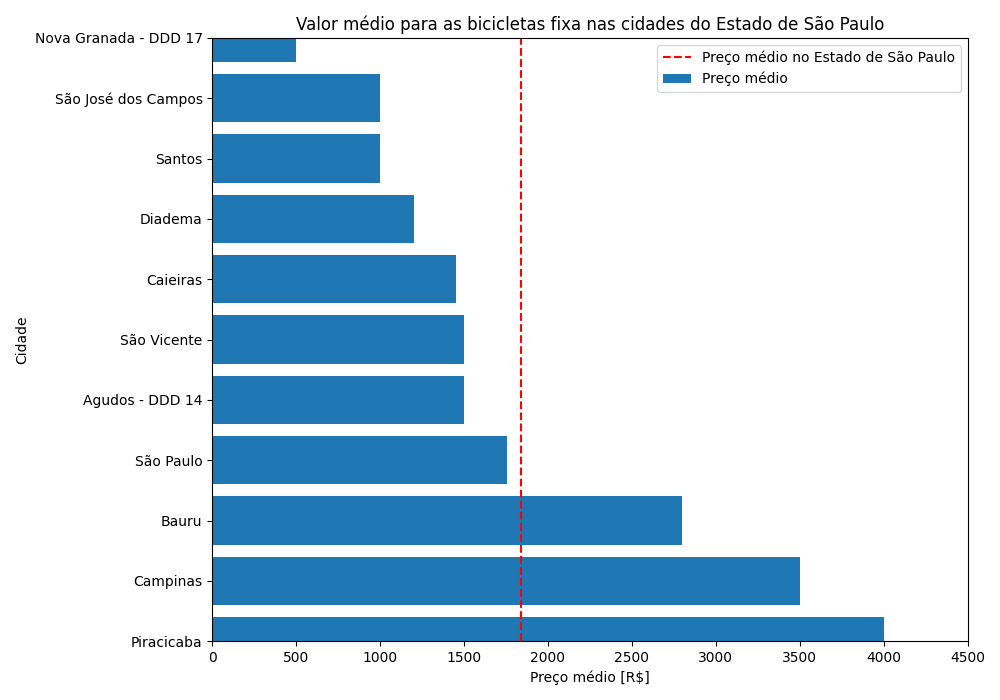 Valor médio para as bicicletas fixa nas cidades do Estado de São Paulo
Preço médio no Estado de São Paulo
Preço médio
Cidade
Nova Granada - DDD 17
São José dos Campos
Santos
Diadema
Caieiras
São Vicente
Agudos - DDD 14
São Paulo
Bauru
Campinas
Piracicaba
0 500 1000 1500 2000 2500 3000 3500 4000 4500
Preço médio [R$]